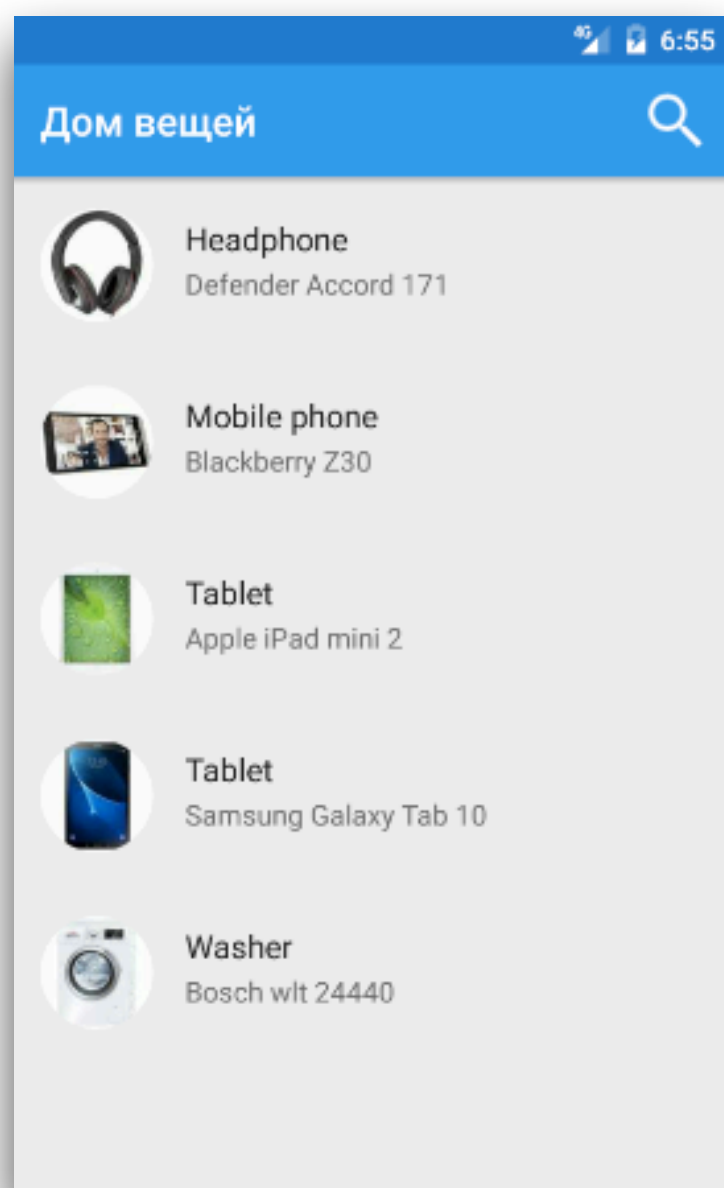 4G 6:55
Дом вещей
Headphone
Defender Accord 171
Mobile phone
Blackberry Z30
Tablet
Apple iPad mini 2
Tablet
Samsung Galaxy Tab 10
Washer
Bosch wlt 24440